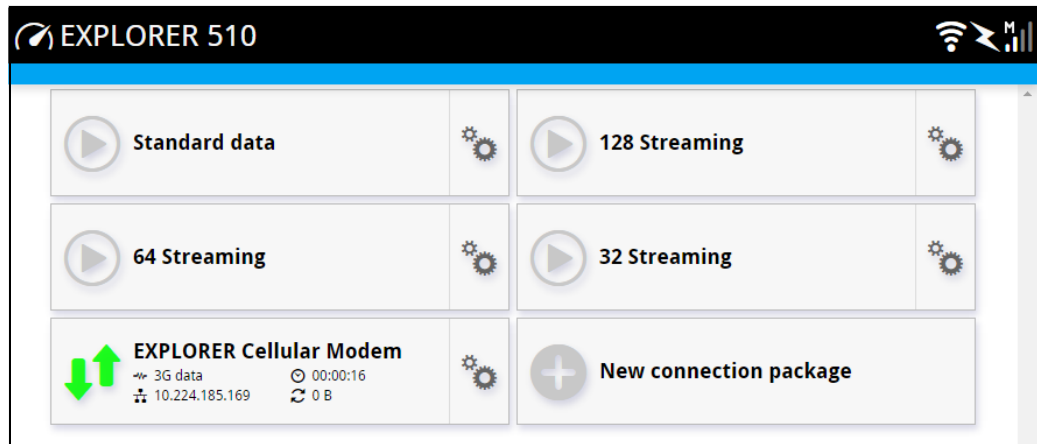 EXPLORER 510
M
Standard data
128 Streaming
64 Streaming
32 Streaming
EXPLORER Cellular Modem
3G data
00:00:16
10.224.185.169
0 B
New connection package